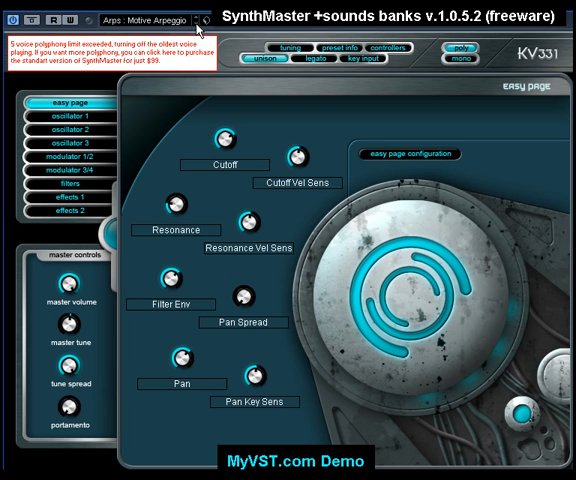 Arps : Motive Arpeggio
SynthMaster +sounds banks v.1.0.5.2 (freeware)
R W
5 voice polyphony limit exceeded, turning off the oldest voice
playing. If you want more polyphony, you can click here to purchase
the standart version of SynthMaster for just $99.
tuning preset info controllers
unison legato key input
poly
mono
KV331
EASY PAGE
easy page
oscillator 1
oscillator 2
oscillator 3
modulator 1/2
modulator 3/4
filters
effects 1
effects 2
master controls
master volume
master tune
tune spread
portamento
Cutoff
Cutoff Vel Sens
Resonance
Resonance Vel Sens
Filter Env
Pan Spread
Pan
Pan Key Sens
easy page configuration
MyVST.com Demo